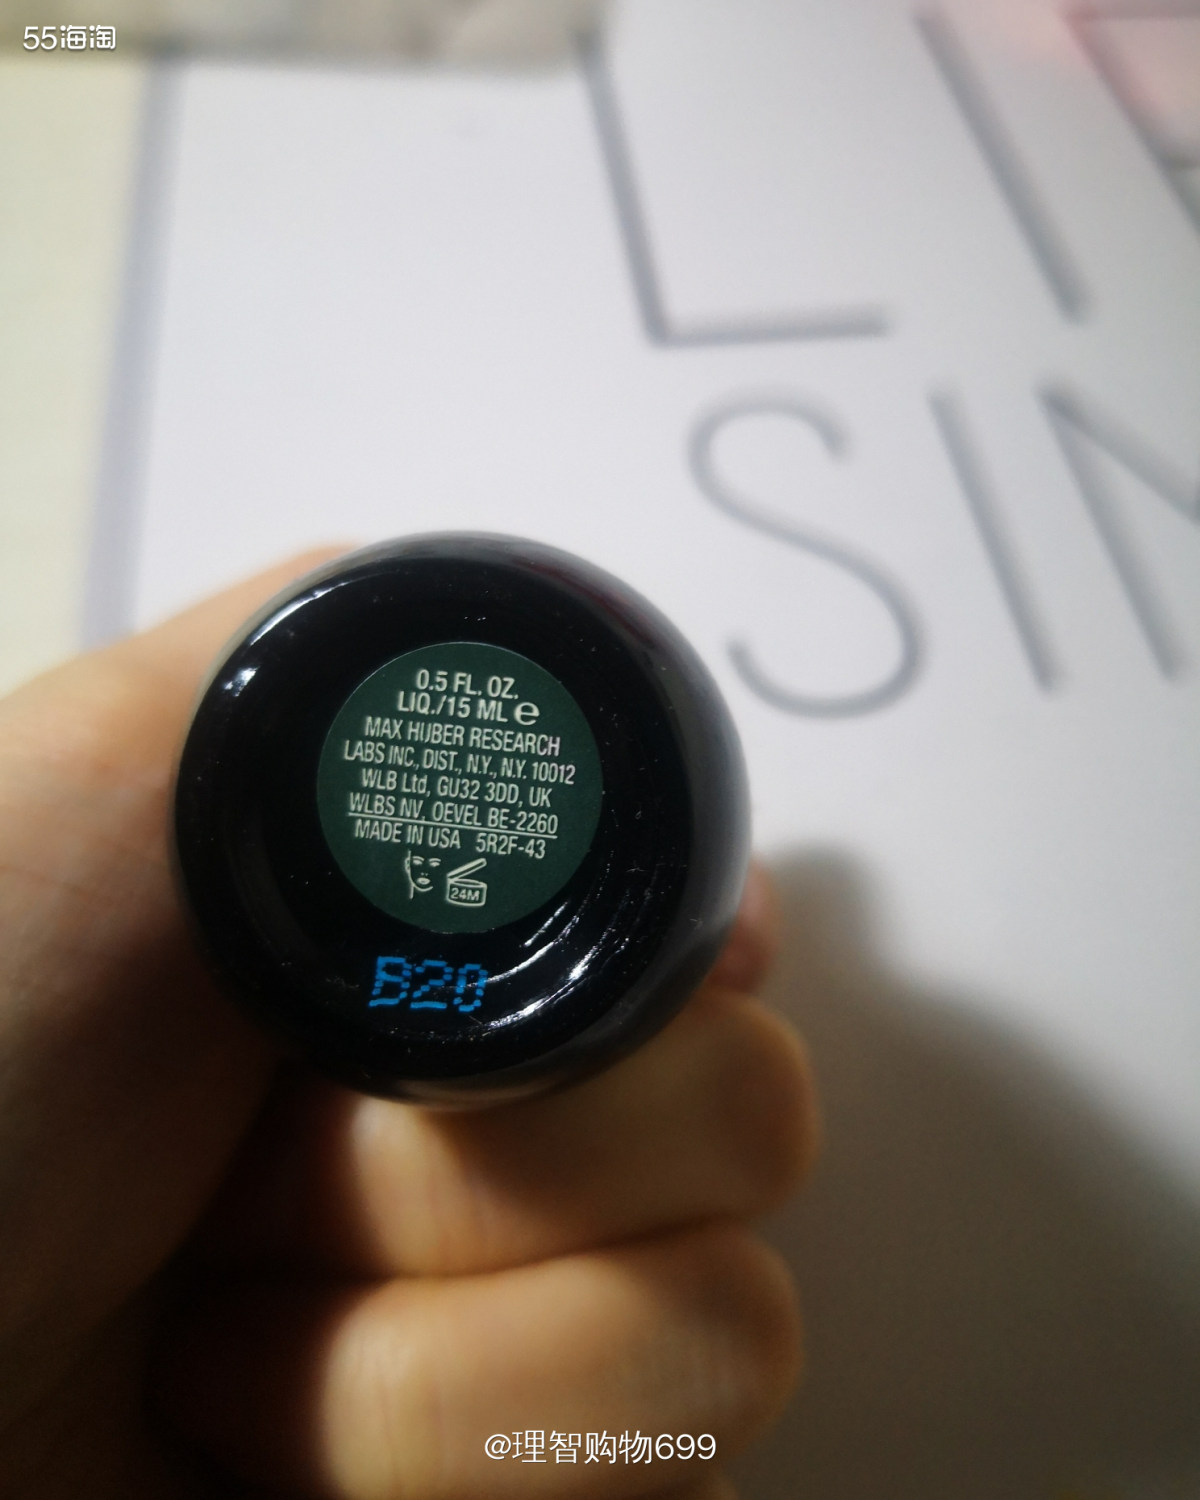 55海淘
LI
SIN
0.5 FL. OZ.
LIQ./15 ML ℮
MAX HUBER RESEARCH
LABS INC., DIST., N.Y., N.Y. 10012
WLB Ltd, GU32 3DD, UK
WLBS NV, OEVEL BE-2260
MADE IN USA 5R2F-43
24M
B20
@理智购物699